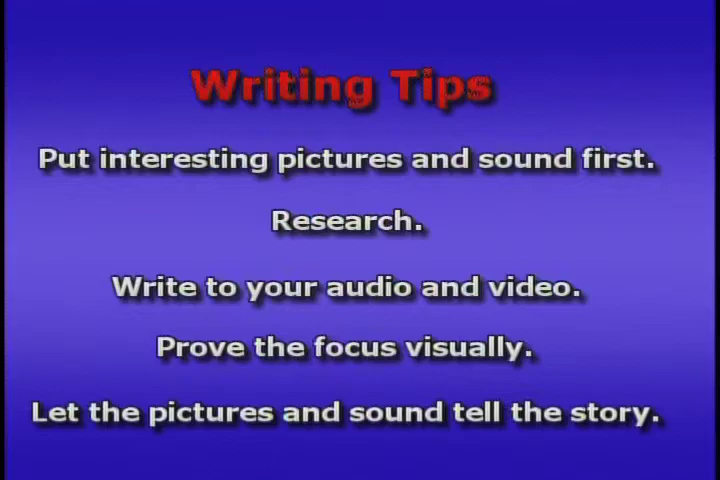 Writing Tips
Put interesting pictures and sound first.
Research.
Write to your audio and video.
Prove the focus visually.
Let the pictures and sound tell the story.